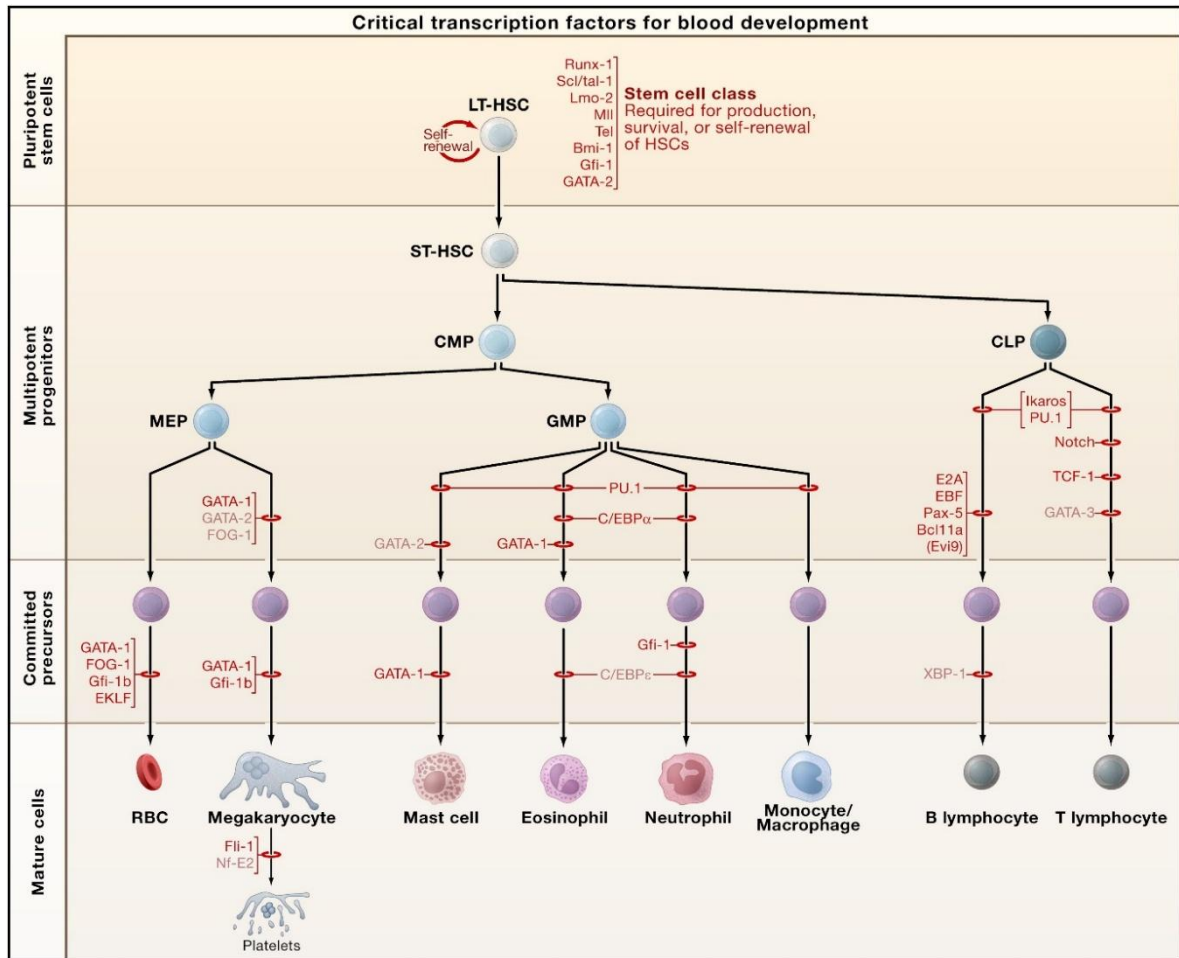 Critical transcription factors for blood development
Pluripotent
stem cells
LT-HSC
Self-
renewal
Runx-1
Scl/tal-1
Lmo-2
Mll
Tel
Bmi-1
Gfi-1
GATA-2
Stem cell class
Required for production,
survival, or self-renewal
of HSCs
Multipotent
progenitors
ST-HSC
CMP
CLP
MEP
GMP
GATA-1
GATA-2
FOG-1
PU.1
C/EBPα
GATA-2
GATA-1
Ikaros
PU.1
Notch
TCF-1
GATA-3
E2A
EBF
Pax-5
Bcl11a
(Evi9)
Committed
precursors
GATA-1
FOG-1
Gfi-1b
EKLF
GATA-1
Gfi-1b
GATA-1
Gfi-1
C/EBPε
XBP-1
Mature cells
RBC
Megakaryocyte
Mast cell
Eosinophil
Neutrophil
Monocyte/
Macrophage
B lymphocyte
T lymphocyte
Fli-1
Nf-E2
Platelets